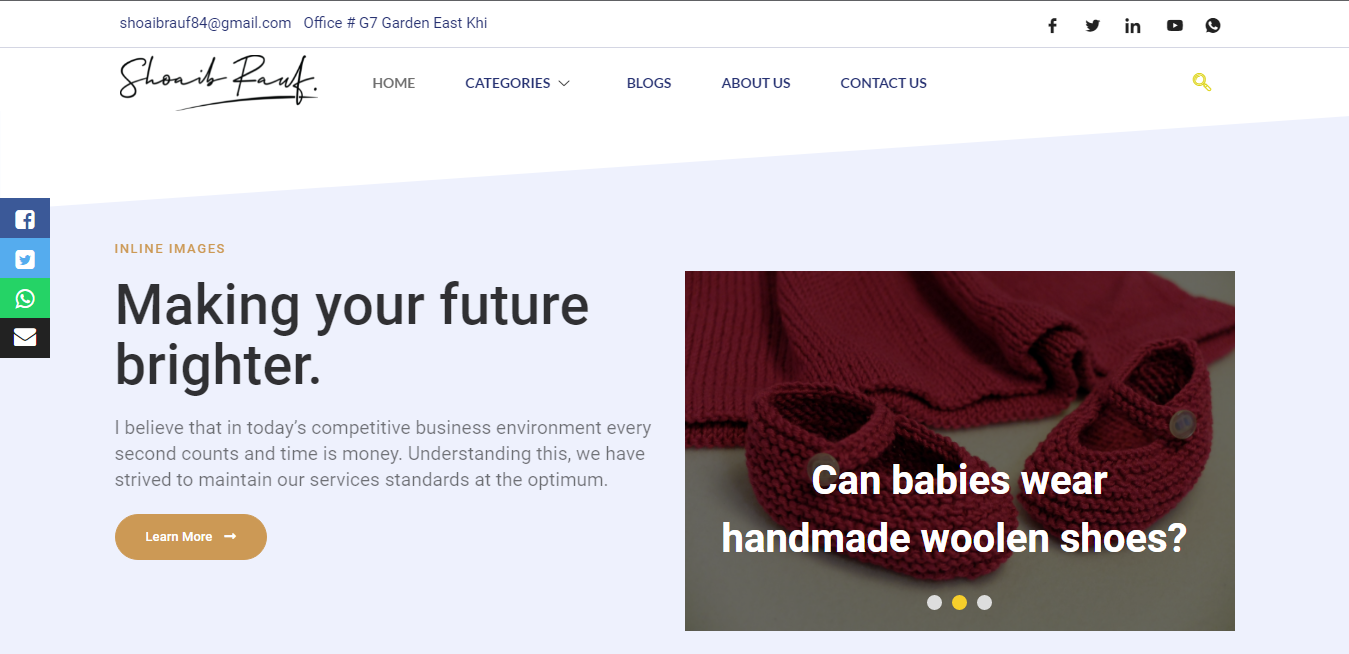 shoaibrauf84@gmail.com Office # G7 Garden East Khi
Shoaib Rauf.
HOME CATEGORIES BLOGS ABOUT US CONTACT US
INLINE IMAGES
Making your future
brighter.
I believe that in today’s competitive business environment every
second counts and time is money. Understanding this, we have
strived to maintain our services standards at the optimum.
Learn More
Can babies wear
handmade woolen shoes?